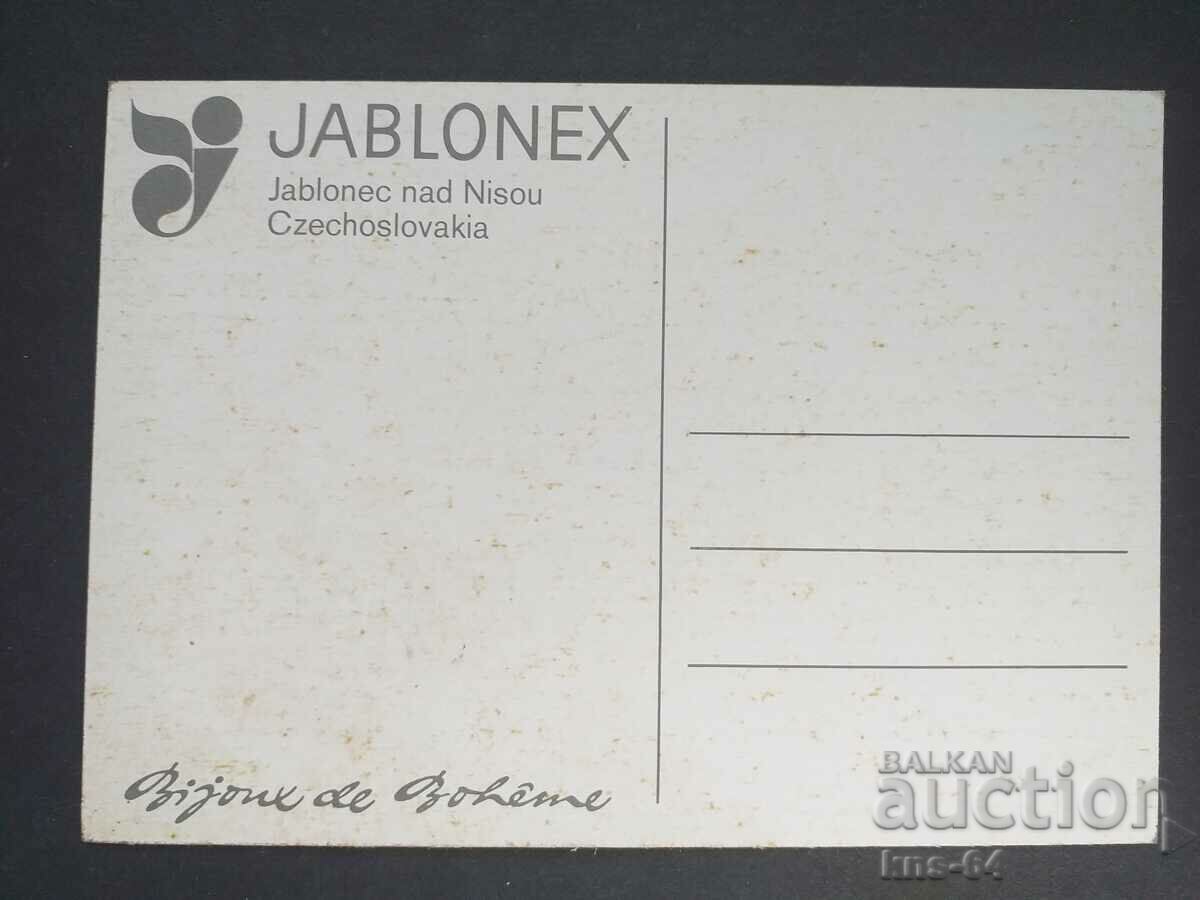 JABLONEX
Jablonec nad Nisou
Czechoslovakia
Bijoux de Bohême
BALKAN
auction
kns-64